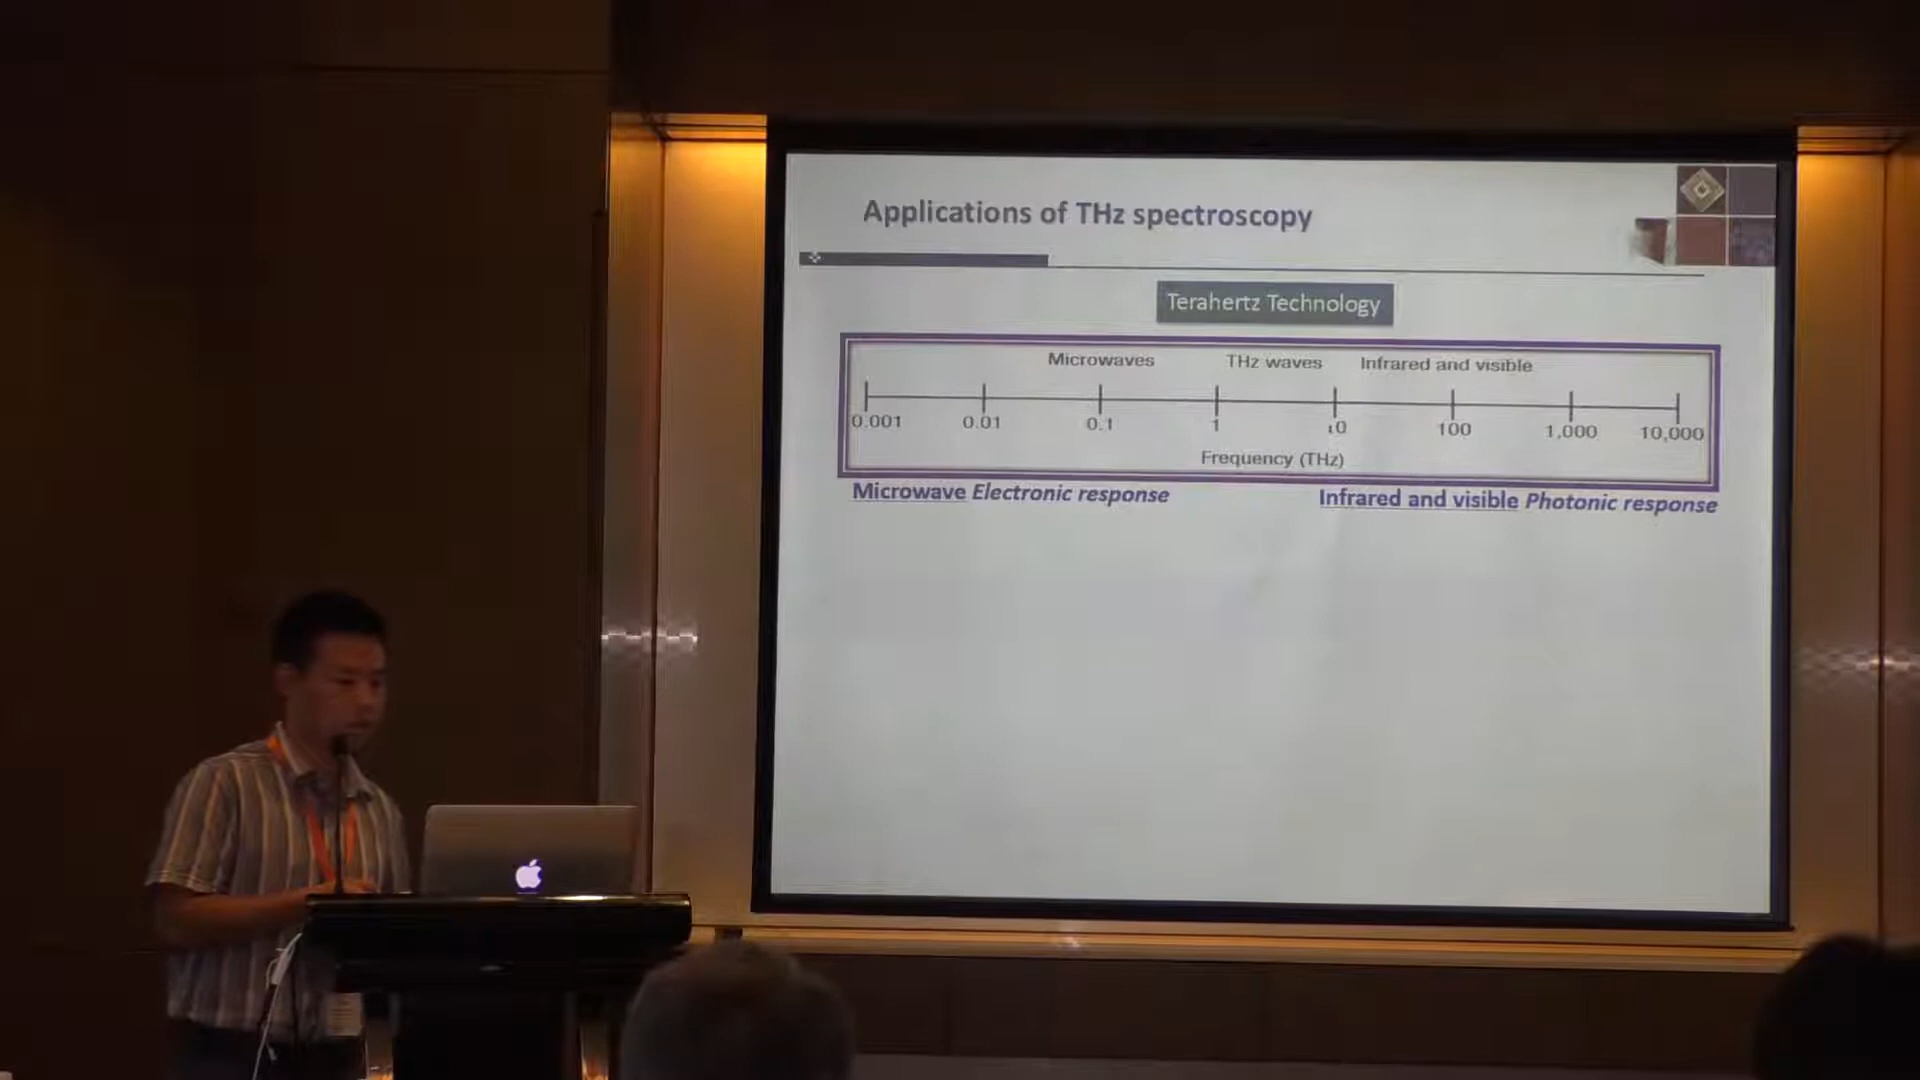 Applications of THz spectroscopy
Terahertz Technology
Microwaves THz waves Infrared and visible
0.001 0.01 0.1 1 10 100 1,000 10,000
Frequency (THz)
Microwave Electronic response Infrared and visible Photonic response